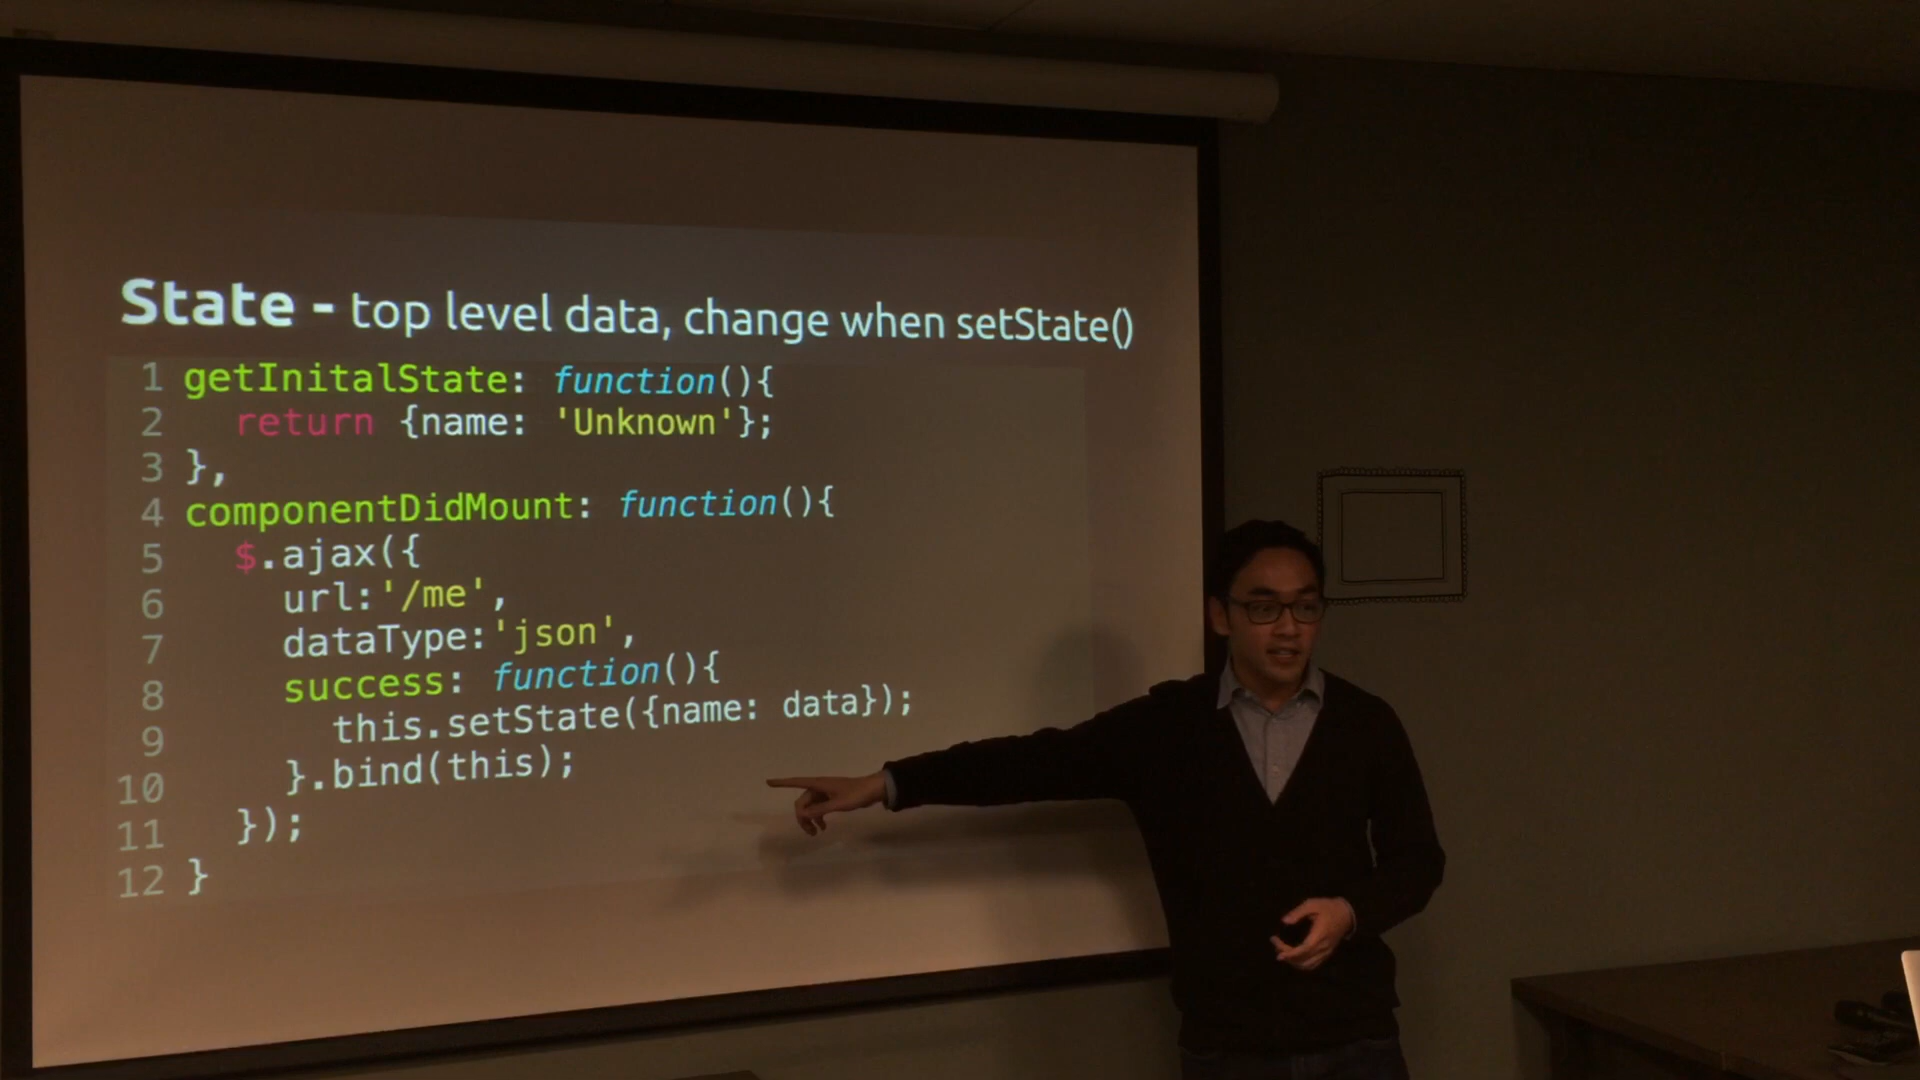 State - top level data, change when setState()
1 getInitalState: function(){
2   return {name: 'Unknown'};
3 },
4 componentDidMount: function(){
5   $.ajax({
6     url:'/me',
7     dataType:'json',
8     success: function(){
9       this.setState({name: data});
10     }.bind(this);
11   });
12 }